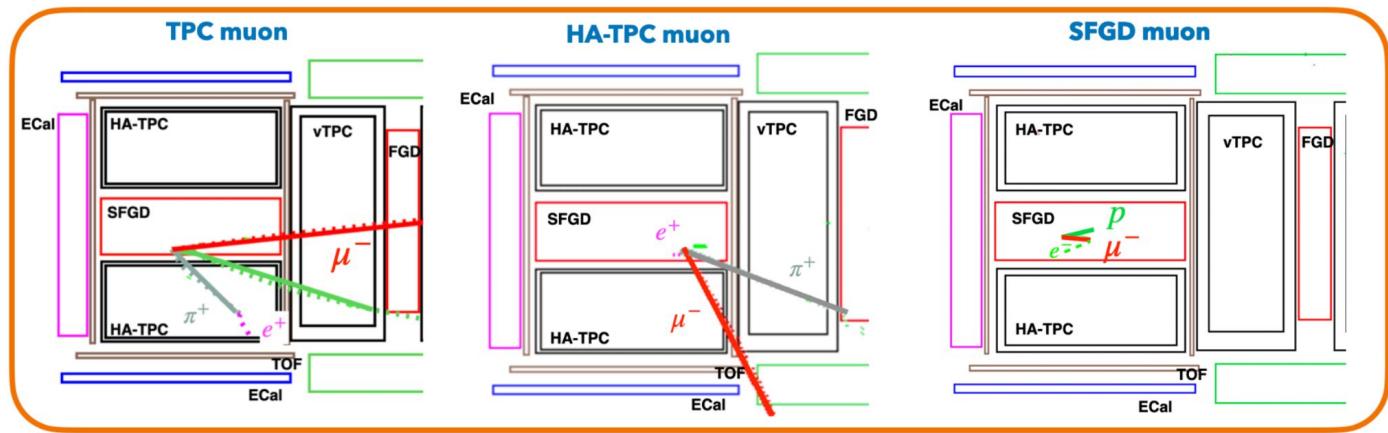 TPC muon
HA-TPC muon
SFGD muon
ECal
HA-TPC
vTPC
FGD
SFGD
μ⁻
π⁺
e⁺
HA-TPC
TOF
ECal
ECal
HA-TPC
vTPC
FGD
SFGD
e⁺
π⁺
μ⁻
HA-TPC
TOF
ECal
ECal
HA-TPC
vTPC
FGD
SFGD
p
e⁻
μ⁻
HA-TPC
TOF
ECal